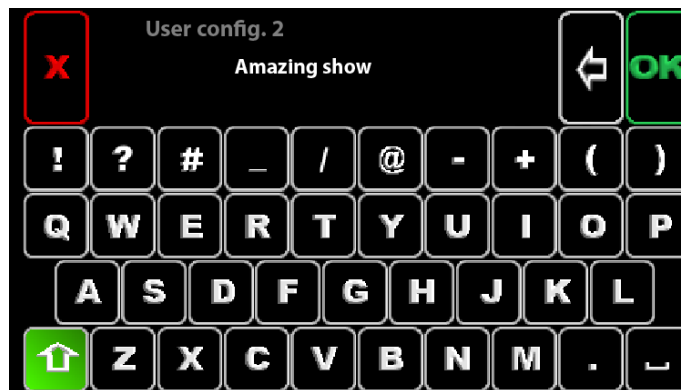 User config. 2
X Amazing show OK
! ? # _ / @ - + ( )
Q W E R T Y U I O P
A S D F G H J K L
Z X C V B N M .